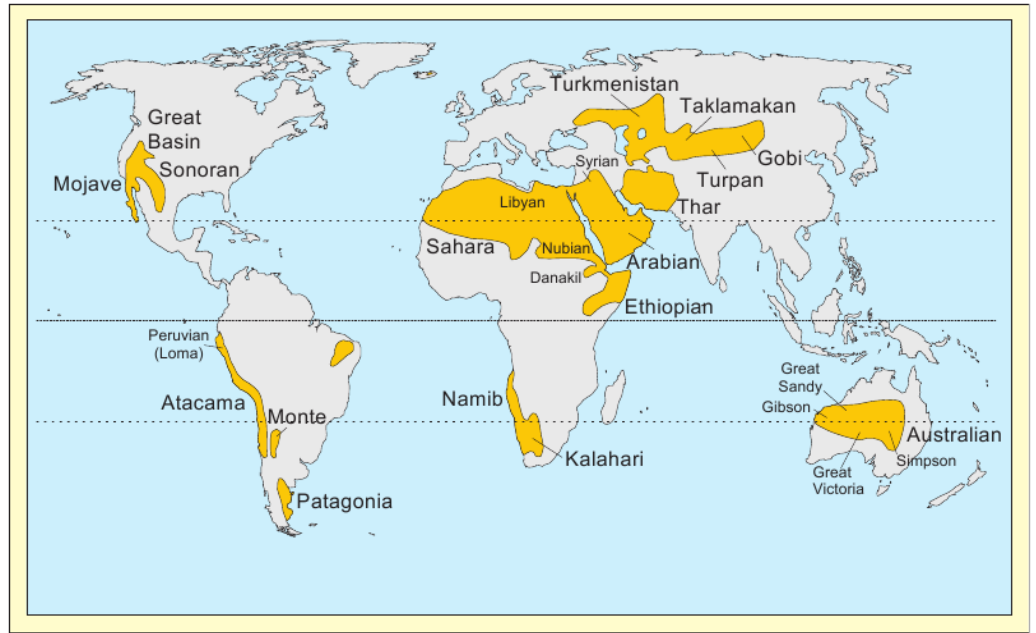 Great
Basin
Sonoran
Mojave
Turkmenistan
Taklamakan
Gobi
Turpan
Syrian
Thar
Libyan
Sahara
Nubian
Arabian
Danakil
Ethiopian
Peruvian
(Loma)
Atacama
Monte
Patagonia
Namib
Kalahari
Great
Sandy
Gibson
Australian
Simpson
Great
Victoria